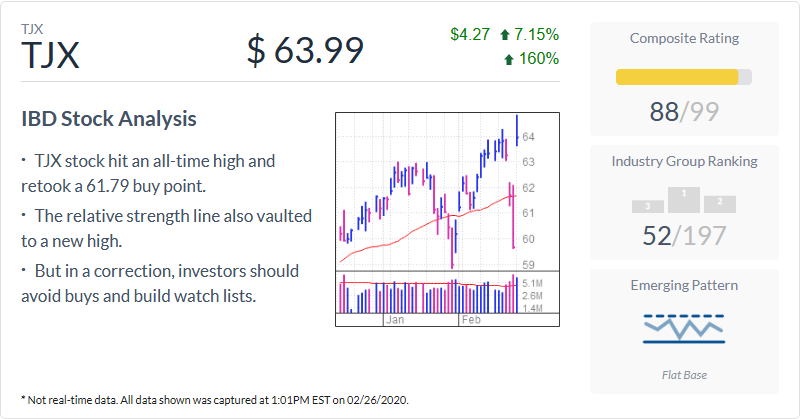 TJX
TJX
$ 63.99
$4.27 7.15%
160%
IBD Stock Analysis
· TJX stock hit an all-time high and
retook a 61.79 buy point.
· The relative strength line also vaulted
to a new high.
· But in a correction, investors should
avoid buys and build watch lists.
64
63
62
61
60
59
5.1M
2.6M
1.4M
Jan Feb
Composite Rating
88/99
Industry Group Ranking
3 1 2
52/197
Emerging Pattern
Flat Base
* Not real-time data. All data shown was captured at 1:01PM EST on 02/26/2020.